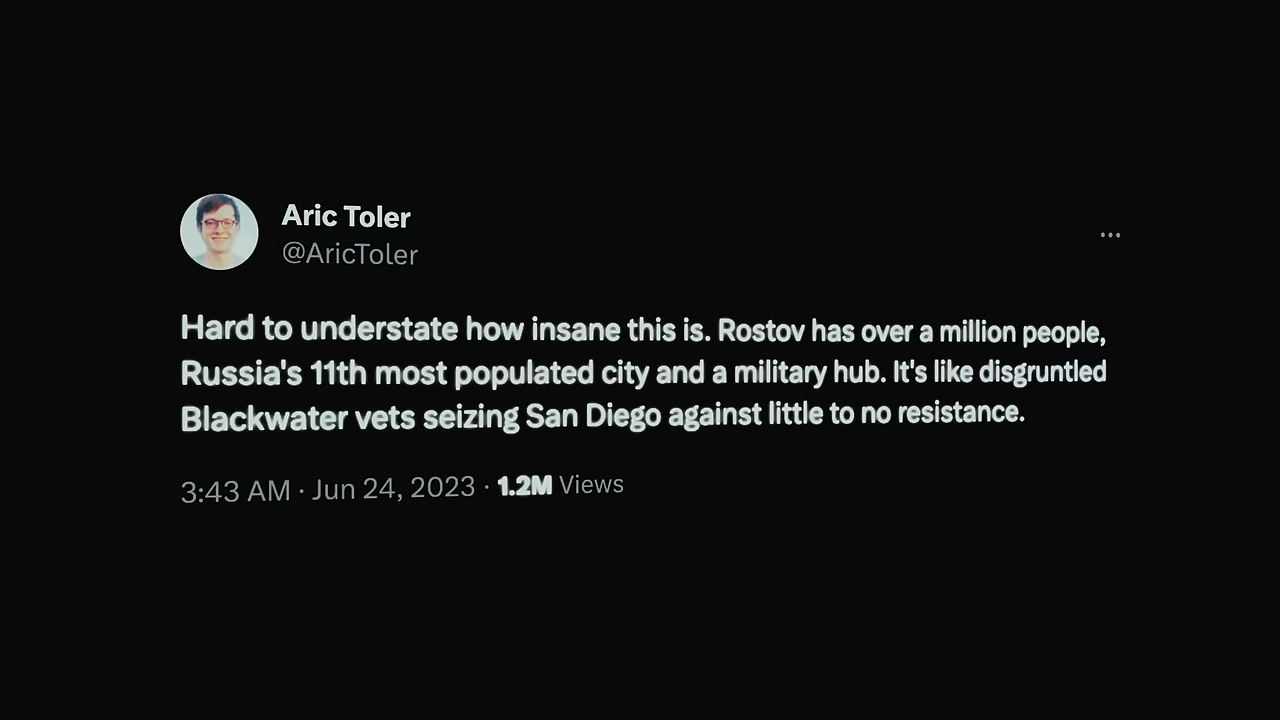 Aric Toler
@AricToler
...
Hard to understate how insane this is. Rostov has over a million people,
Russia's 11th most populated city and a military hub. It's like disgruntled
Blackwater vets seizing San Diego against little to no resistance.
3:43 AM · Jun 24, 2023 · 1.2M Views